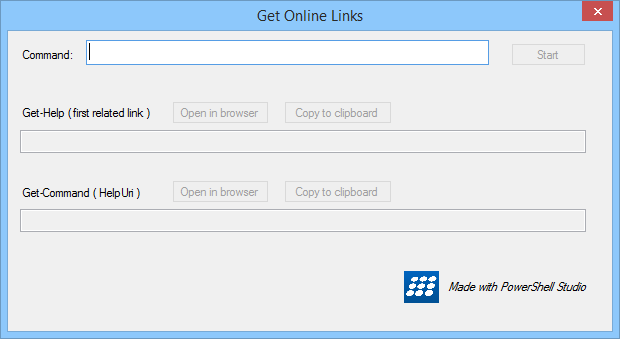 Get Online Links
Command:
Start
Get-Help ( first related link )
Open in browser
Copy to clipboard
Get-Command ( HelpUri )
Open in browser
Copy to clipboard
Made with PowerShell Studio